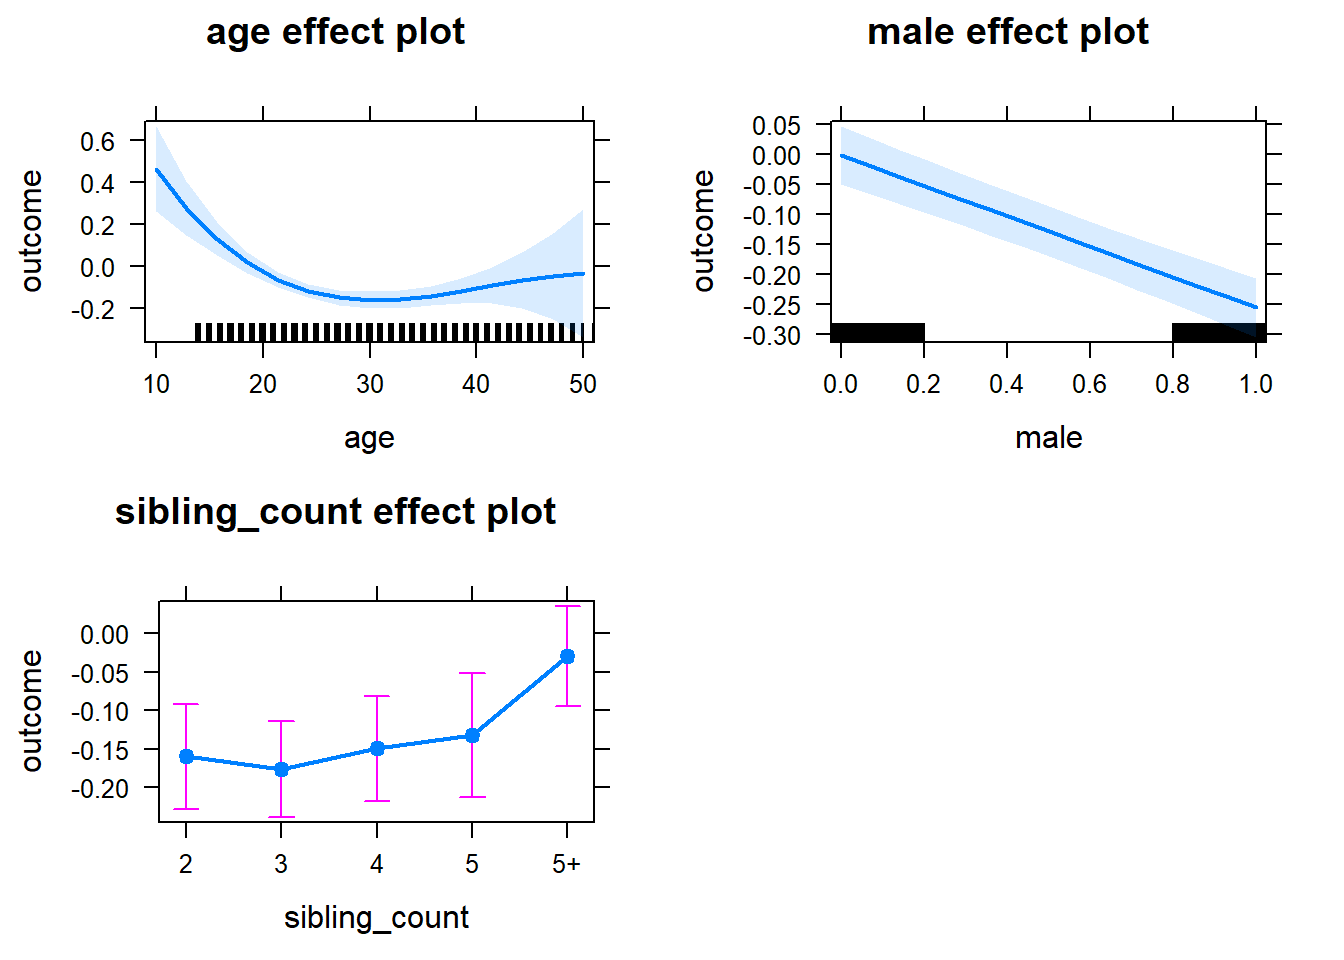 age effect plot
outcome
0.6
0.4
0.2
0.0
-0.2
10 20 30 40 50
age
male effect plot
outcome
0.05
0.00
-0.05
-0.10
-0.15
-0.20
-0.25
-0.30
0.0 0.2 0.4 0.6 0.8 1.0
male
sibling_count effect plot
outcome
0.00
-0.05
-0.10
-0.15
-0.20
2 3 4 5 5+
sibling_count